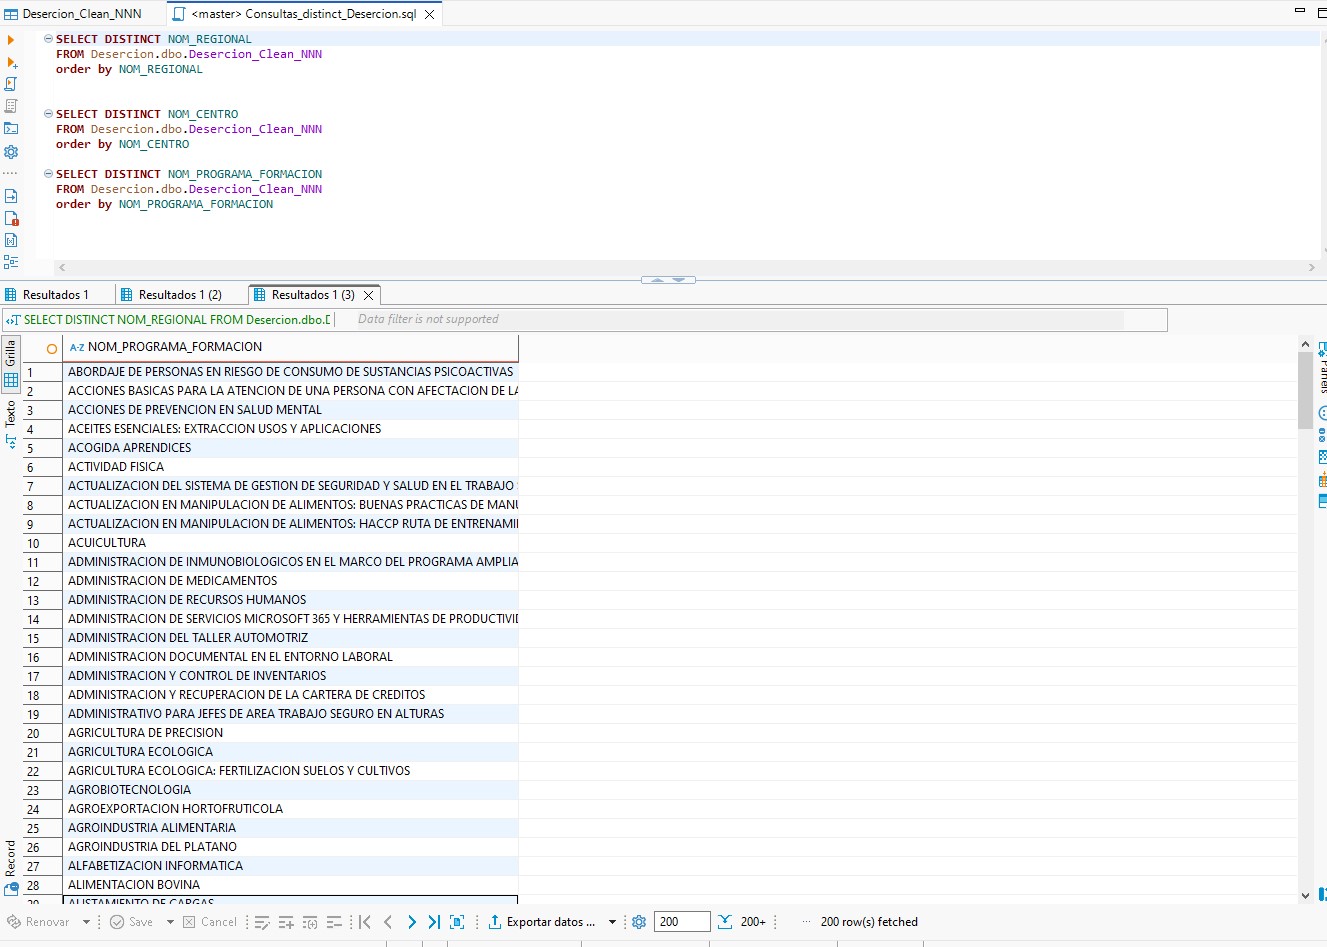 Desercion_Clean_NNN
<master> Consultas_distinct_Desercion.sql
SELECT DISTINCT NOM_REGIONAL
FROM Desercion.dbo.Desercion_Clean_NNN
order by NOM_REGIONAL
SELECT DISTINCT NOM_CENTRO
FROM Desercion.dbo.Desercion_Clean_NNN
order by NOM_CENTRO
SELECT DISTINCT NOM_PROGRAMA_FORMACION
FROM Desercion.dbo.Desercion_Clean_NNN
order by NOM_PROGRAMA_FORMACION
Resultados 1
Resultados 1 (2)
Resultados 1 (3)
SELECT DISTINCT NOM_REGIONAL FROM Desercion.dbo.D
Data filter is not supported
Grilla
Texto
Record
Panels
A-Z NOM_PROGRAMA_FORMACION
1 ABORDAJE DE PERSONAS EN RIESGO DE CONSUMO DE SUSTANCIAS PSICOACTIVAS
2 ACCIONES BASICAS PARA LA ATENCION DE UNA PERSONA CON AFECTACION DE LA
3 ACCIONES DE PREVENCION EN SALUD MENTAL
4 ACEITES ESENCIALES: EXTRACCION USOS Y APLICACIONES
5 ACOGIDA APRENDICES
6 ACTIVIDAD FISICA
7 ACTUALIZACION DEL SISTEMA DE GESTION DE SEGURIDAD Y SALUD EN EL TRABAJO
8 ACTUALIZACION EN MANIPULACION DE ALIMENTOS: BUENAS PRACTICAS DE MANU
9 ACTUALIZACION EN MANIPULACION DE ALIMENTOS: HACCP RUTA DE ENTRENAMI
10 ACUICULTURA
11 ADMINISTRACION DE INMUNOBIOLOGICOS EN EL MARCO DEL PROGRAMA AMPLIA
12 ADMINISTRACION DE MEDICAMENTOS
13 ADMINISTRACION DE RECURSOS HUMANOS
14 ADMINISTRACION DE SERVICIOS MICROSOFT 365 Y HERRAMIENTAS DE PRODUCTIVID
15 ADMINISTRACION DEL TALLER AUTOMOTRIZ
16 ADMINISTRACION DOCUMENTAL EN EL ENTORNO LABORAL
17 ADMINISTRACION Y CONTROL DE INVENTARIOS
18 ADMINISTRACION Y RECUPERACION DE LA CARTERA DE CREDITOS
19 ADMINISTRATIVO PARA JEFES DE AREA TRABAJO SEGURO EN ALTURAS
20 AGRICULTURA DE PRECISION
21 AGRICULTURA ECOLOGICA
22 AGRICULTURA ECOLOGICA: FERTILIZACION SUELOS Y CULTIVOS
23 AGROBIOTECNOLOGIA
24 AGROEXPORTACION HORTOFRUTICOLA
25 AGROINDUSTRIA ALIMENTARIA
26 AGROINDUSTRIA DEL PLATANO
27 ALFABETIZACION INFORMATICA
28 ALIMENTACION BOVINA
29 ALISTAMIENTO DE CARGAS
Renovar
Save
Cancel
Exportar datos ...
200
200+
200 row(s) fetched